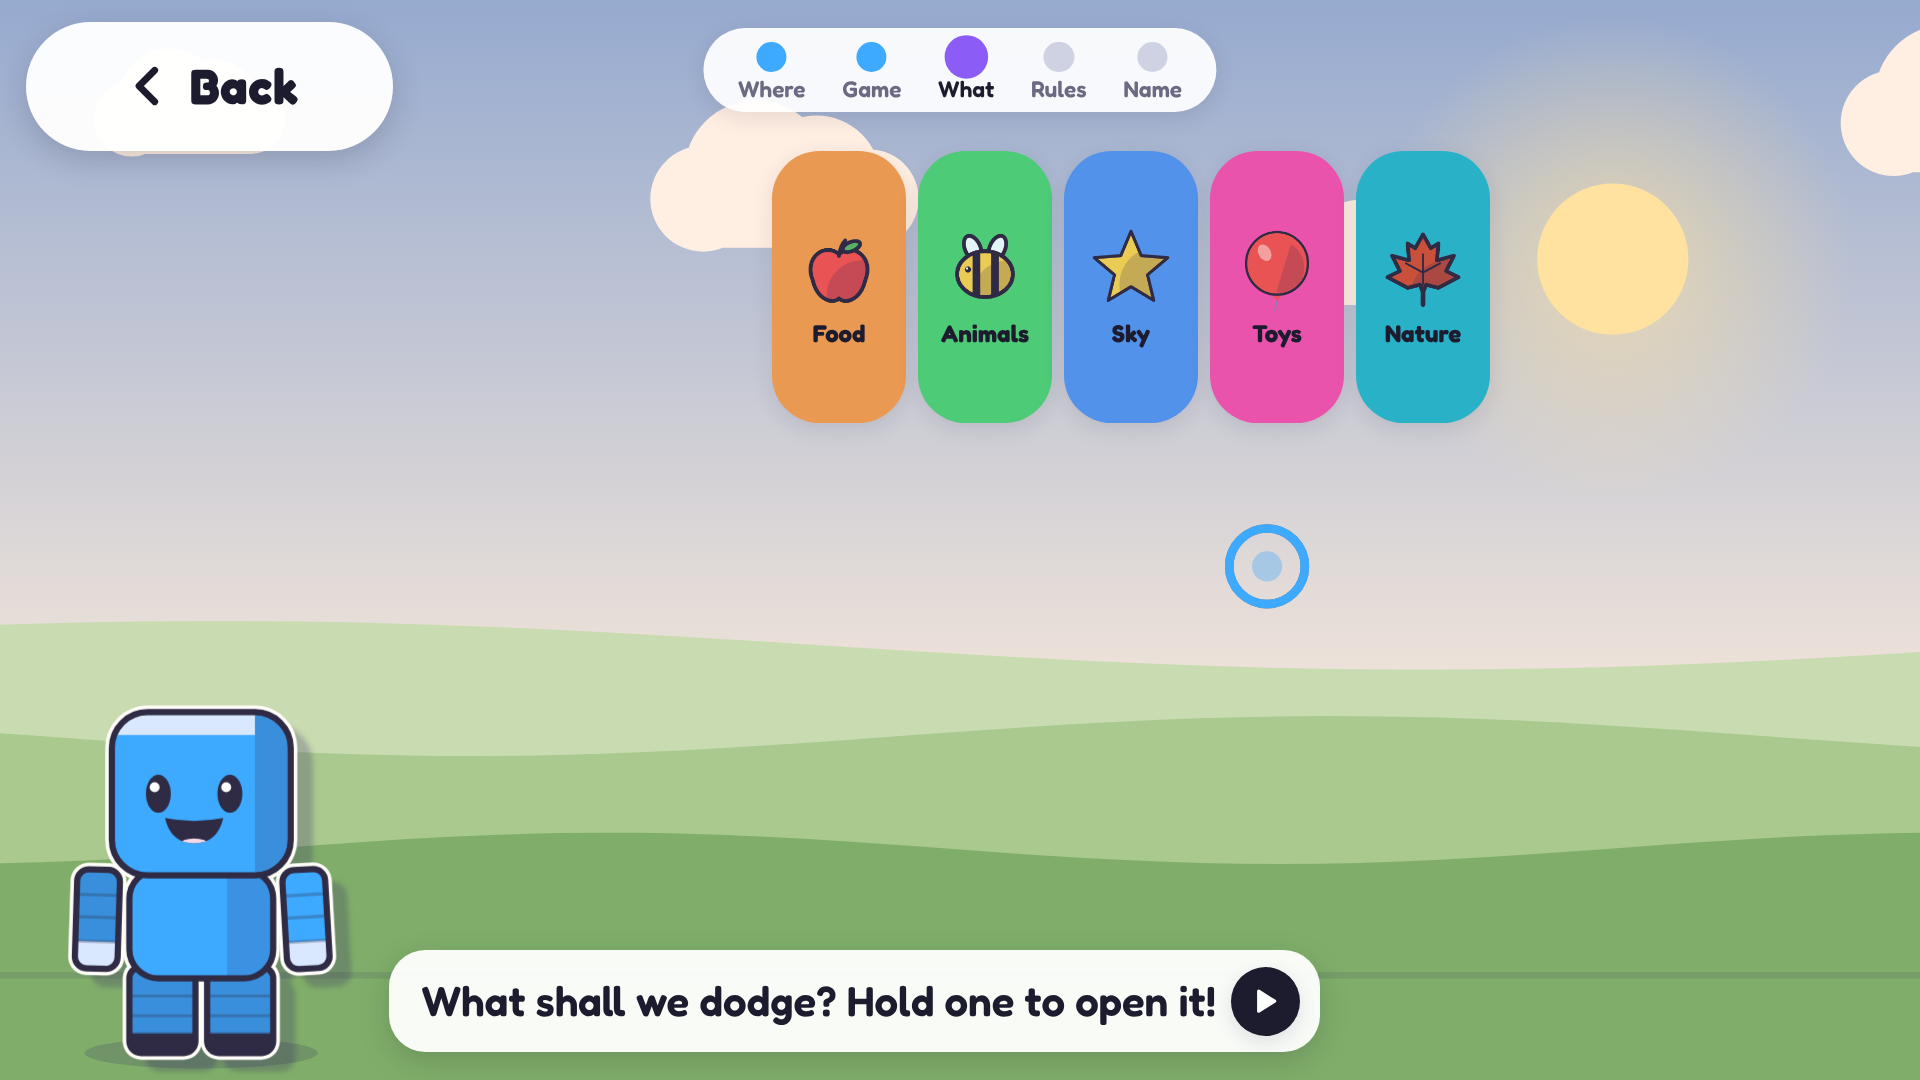 Back
Where
Game
What
Rules
Name
Food
Animals
Sky
Toys
Nature
What shall we dodge? Hold one to open it!